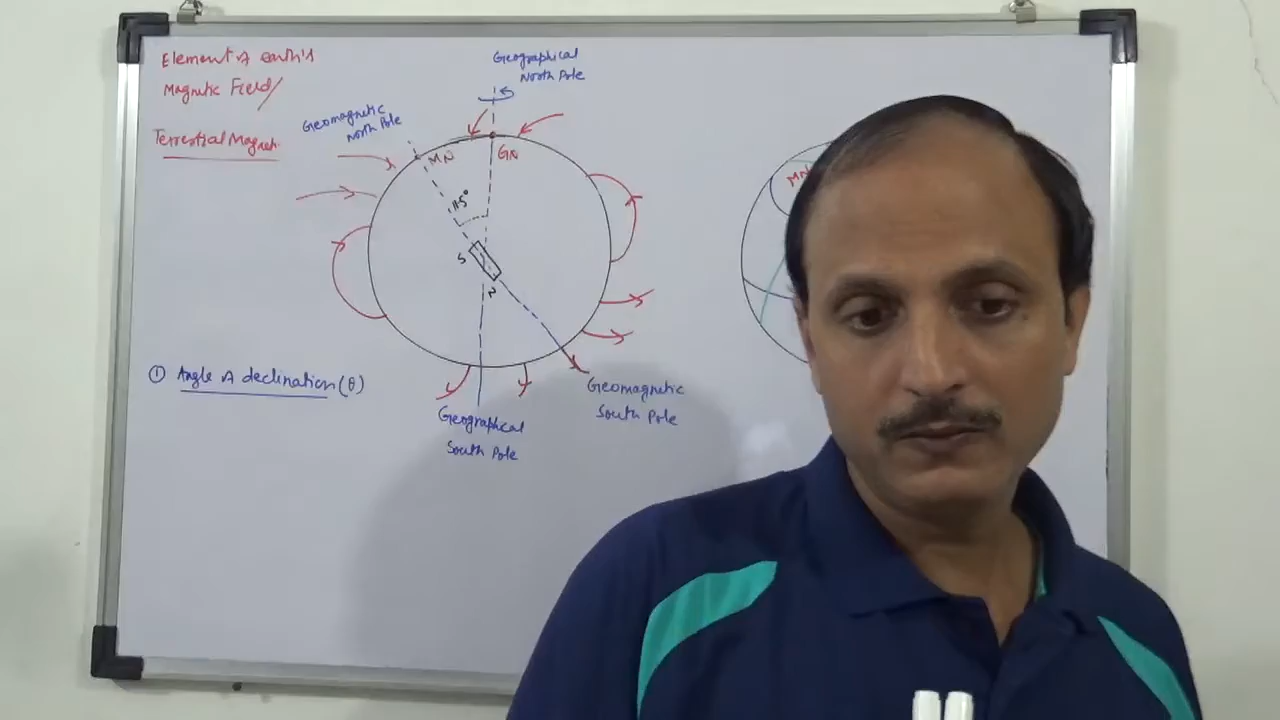 Element of earth's
Magnetic Field/
Terrestial Magnet.
Geographical
North Pole
Geomagnetic
North Pole
MN
GN
11.5°
S
N
Geomagnetic
South Pole
Geographical
South Pole
① Angle of declination (θ)
MN